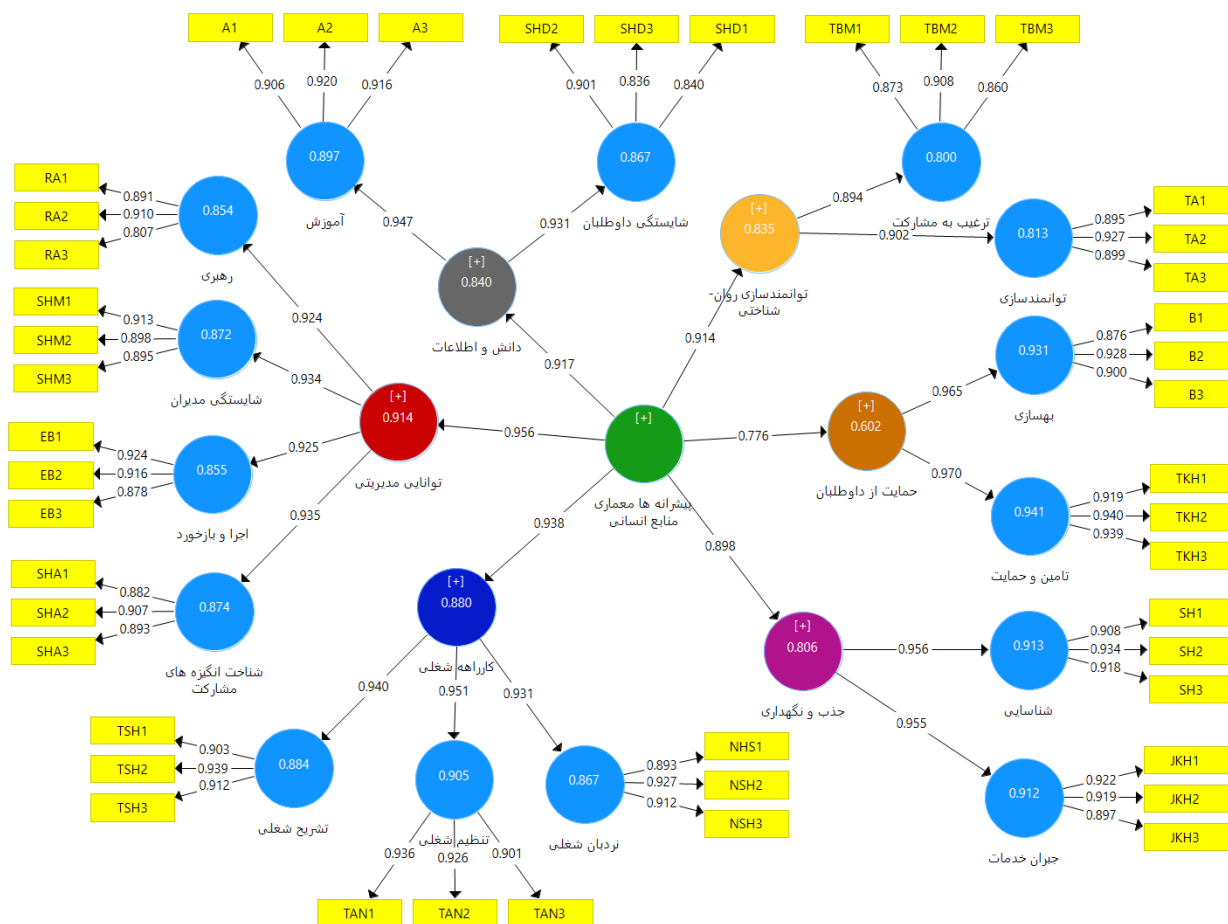 A1
A2
A3
SHD2
SHD3
SHD1
TBM1
TBM2
TBM3
0.906
0.920
0.916
0.901
0.836
0.840
0.873
0.908
0.860
0.897
آموزش
0.867
شایستگی داوطلبان
0.800
ترغیب به مشارکت
RA1
RA2
RA3
0.891
0.910
0.807
0.854
رهبری
0.947
0.931
0.894
0.902
[+]
0.835
توانمندسازی روان-
شناختی
0.813
توانمندسازی
0.895
0.927
0.899
TA1
TA2
TA3
[+]
0.840
دانش و اطلاعات
SHM1
SHM2
SHM3
0.913
0.898
0.895
0.872
شایستگی مدیران
0.924
0.934
0.917
0.914
0.931
بهسازی
0.876
0.928
0.900
B1
B2
B3
[+]
0.914
توانایی مدیریتی
0.956
[+]
پیشرانه ها معماری
منابع انسانی
0.776
[+]
0.602
حمایت از داوطلبان
0.965
0.970
EB1
EB2
EB3
0.924
0.916
0.878
0.855
اجرا و بازخورد
0.925
0.935
0.941
تامین و حمایت
0.919
0.940
0.939
TKH1
TKH2
TKH3
SHA1
SHA2
SHA3
0.882
0.907
0.893
0.874
شناخت انگیزه های
مشارکت
0.938
0.898
[+]
0.880
کارراهه شغلی
[+]
0.806
جذب و نگهداری
0.956
0.955
0.913
شناسایی
0.908
0.934
0.918
SH1
SH2
SH3
0.940
0.951
0.931
TSH1
TSH2
TSH3
0.903
0.939
0.912
0.884
تشریح شغلی
0.905
تنظیم شغلی
0.867
نردبان شغلی
0.893
0.927
0.912
NHS1
NSH2
NSH3
0.912
جبران خدمات
0.922
0.919
0.897
JKH1
JKH2
JKH3
0.936
0.926
0.901
TAN1
TAN2
TAN3